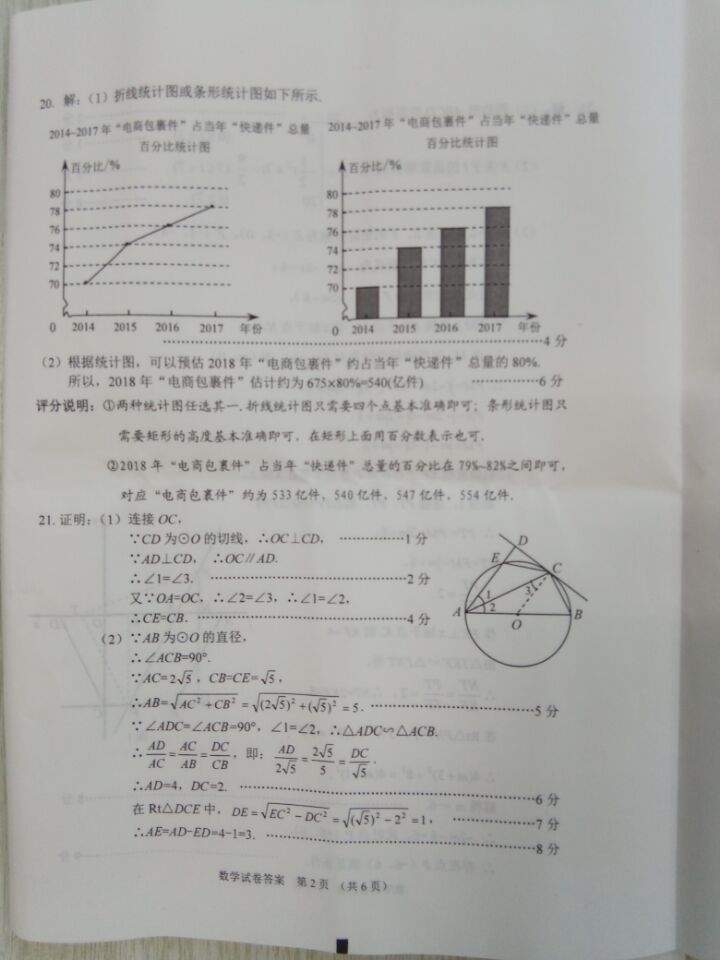 20. 解:（1）折线统计图或条形统计图如下所示.
2014–2017年“电商包裹件”占当年“快递件”总量
百分比统计图
百分比/%
80
78
76
74
72
70
0 2014 2015 2016 2017 年份
2014–2017年“电商包裹件”占当年“快递件”总量
百分比统计图
百分比/%
80
78
76
74
72
70
0 2014 2015 2016 2017 年份
……4分
（2）根据统计图，可以预估2018年“电商包裹件”约占当年“快递件”总量的80%.
所以，2018年“电商包裹件”估计约为675×80%=540(亿件) ……6分
评分说明：①两种统计图任选其一.折线统计图只需要四个点基本准确即可；条形统计图只
需要矩形的高度基本准确即可，在矩形上面用百分数表示也可.
②2018年“电商包裹件”占当年“快递件”总量的百分比在79%~82%之间即可，
对应“电商包裹件”约为533亿件，540亿件，547亿件，554亿件.
21. 证明：（1）连接OC，
∵CD为⊙O的切线，∴OC⊥CD， ……1分
∵AD⊥CD， ∴OC∥AD.
∴∠1=∠3. ……2分
又∵OA=OC，∴∠2=∠3，∴∠1=∠2，
∴CE=CB. ……4分
（2）∵AB为⊙O的直径，
∴∠ACB=90°.
∵AC=2√5，CB=CE=√5，
∴AB=√(AC²+CB²)=√((2√5)²+(√5)²)=5. ……5分
∵∠ADC=∠ACB=90°，∠1=∠2，∴△ADC∽△ACB.
∴AD/AC=AC/AB=DC/CB，即：AD/2√5=2√5/5=DC/√5.
∴AD=4，DC=2. ……6分
在Rt△DCE中，DE=√(EC²−DC²)=√((√5)²−2²)=1， ……7分
∴AE=AD−ED=4−1=3. ……8分
D
E
C
3
1
2
A
O
B
数学试卷答案 第2页 （共6页）